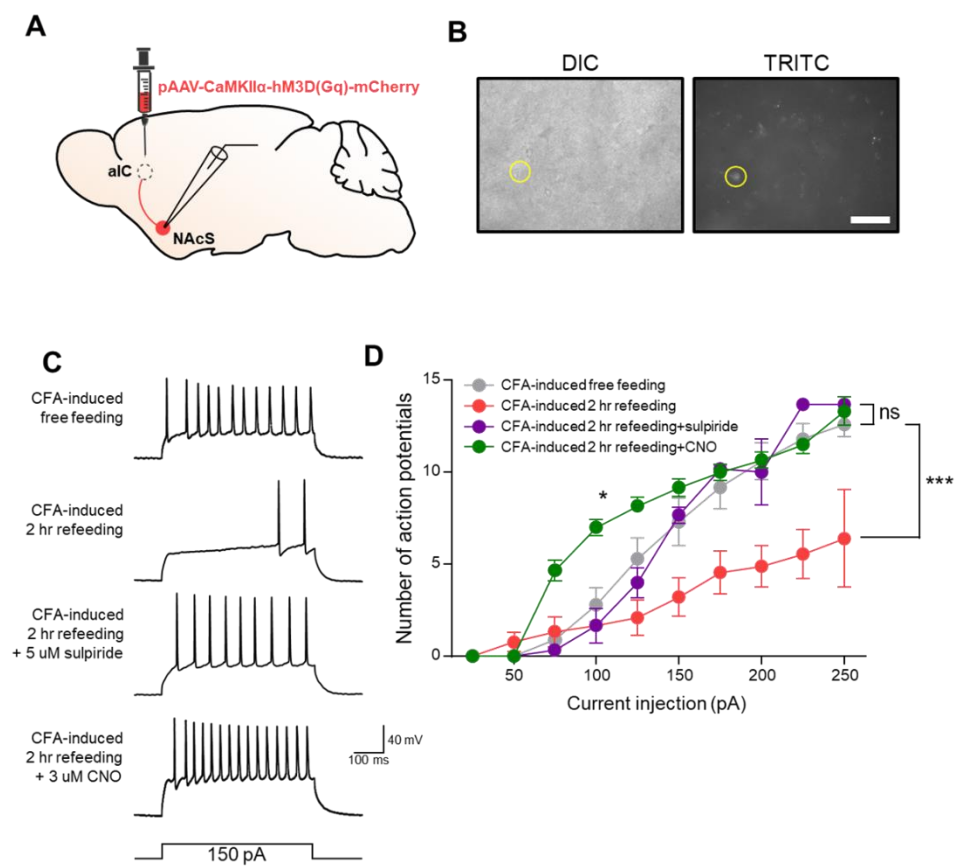 A
pAAV-CaMKIIα-hM3D(Gq)-mCherry
aIC
NAcS
B
DIC
TRITC
C
CFA-induced
free feeding
CFA-induced
2 hr refeeding
CFA-induced
2 hr refeeding
+ 5 uM sulpiride
CFA-induced
2 hr refeeding
+ 3 uM CNO
40 mV
100 ms
150 pA
D
CFA-induced free feeding
CFA-induced 2 hr refeeding
CFA-induced 2 hr refeeding+sulpiride
CFA-induced 2 hr refeeding+CNO
15
10
5
0
Number of action potentials
*
ns
***
50
100
150
200
250
Current injection (pA)